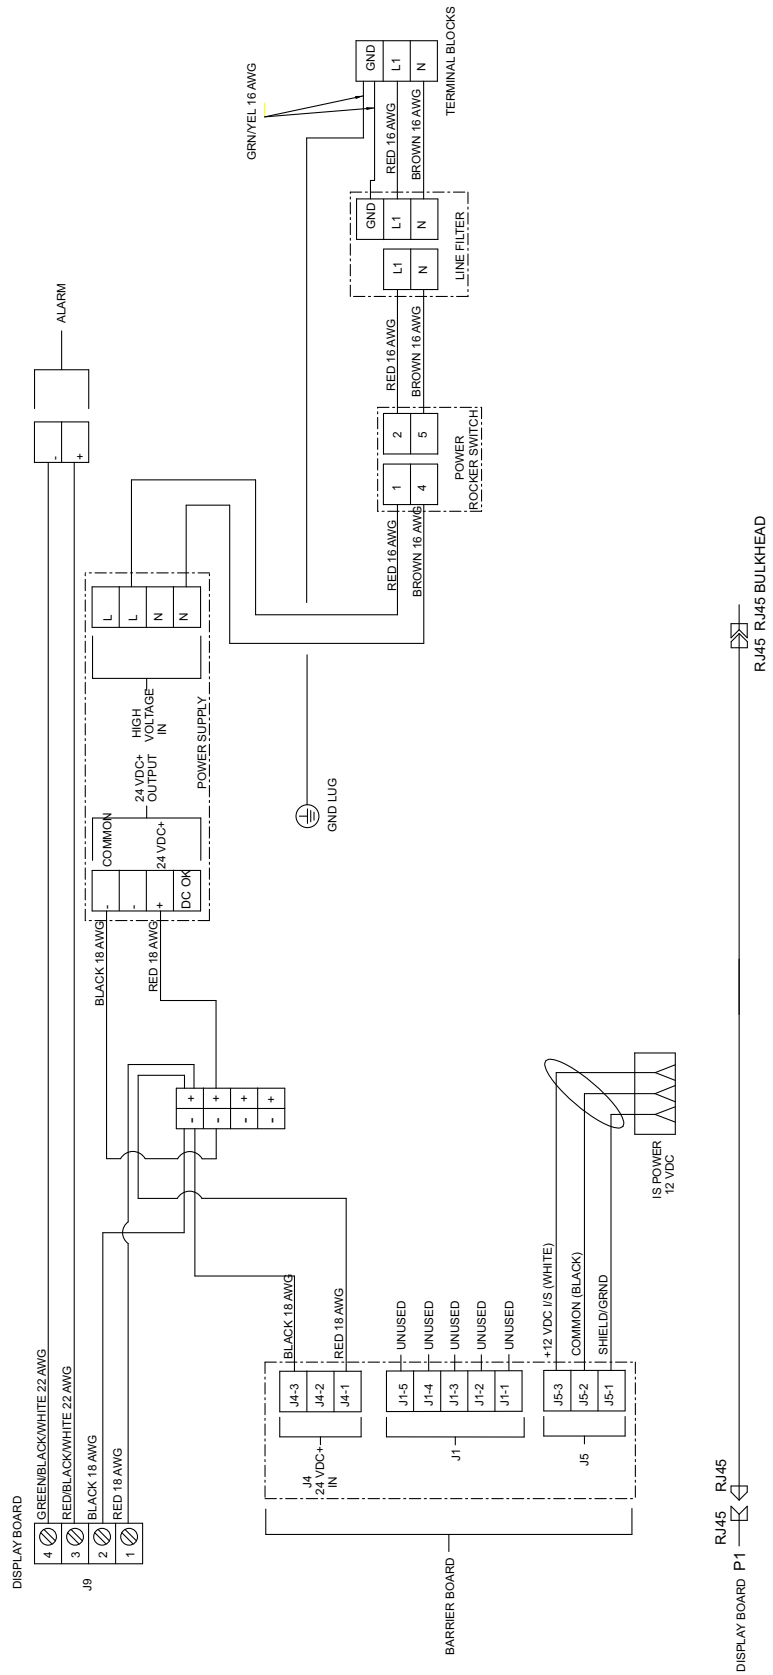 DISPLAY BOARD
J9
4
3
2
1
GREEN/BLACK/WHITE 22 AWG
RED/BLACK/WHITE 22 AWG
BLACK 18 AWG
RED 18 AWG
-
+
ALARM
BARRIER BOARD
J4
24 VDC+
IN
J4-3
J4-2
J4-1
BLACK 18 AWG
RED 18 AWG
J1
J1-5
J1-4
J1-3
J1-2
J1-1
UNUSED
UNUSED
UNUSED
UNUSED
UNUSED
J5
J5-3
J5-2
J5-1
+12 VDC I/S (WHITE)
COMMON (BLACK)
SHIELD/GRND
IS POWER
12 VDC
- +
- +
- +
- +
BLACK 18 AWG
RED 18 AWG
-
-
+
DC OK
COMMON
24 VDC+
24 VDC+
OUTPUT
HIGH
VOLTAGE
IN
POWER SUPPLY
L
L
N
N
GND LUG
RED 16 AWG
BROWN 16 AWG
1
4
2
5
POWER
ROCKER SWITCH
RED 16 AWG
BROWN 16 AWG
L1
N
GND
L1
N
LINE FILTER
GRN/YEL 16 AWG
RED 16 AWG
BROWN 16 AWG
GND
L1
N
TERMINAL BLOCKS
DISPLAY BOARD P1
RJ45
RJ45
RJ45
RJ45 BULKHEAD